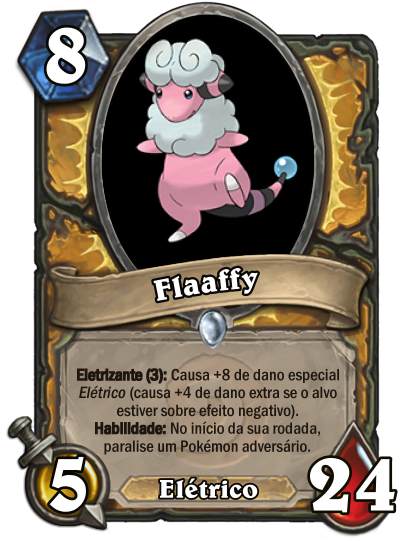 8
Flaaffy
Eletrizante (3): Causa +8 de dano especial
Elétrico (causa +4 de dano extra se o alvo
estiver sobre efeito negativo).
Habilidade: No início da sua rodada,
paralise um Pokémon adversário.
5
Elétrico
24